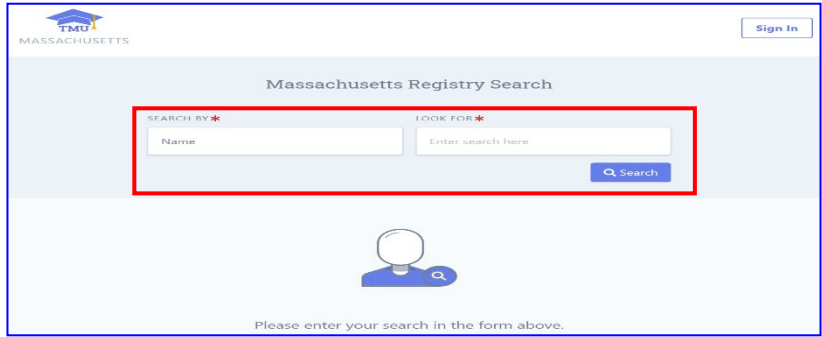 TMU
MASSACHUSETTS
Sign In
Massachusetts Registry Search
SEARCH BY*
LOOK FOR*
Name
Enter search here
Search
Please enter your search in the form above.